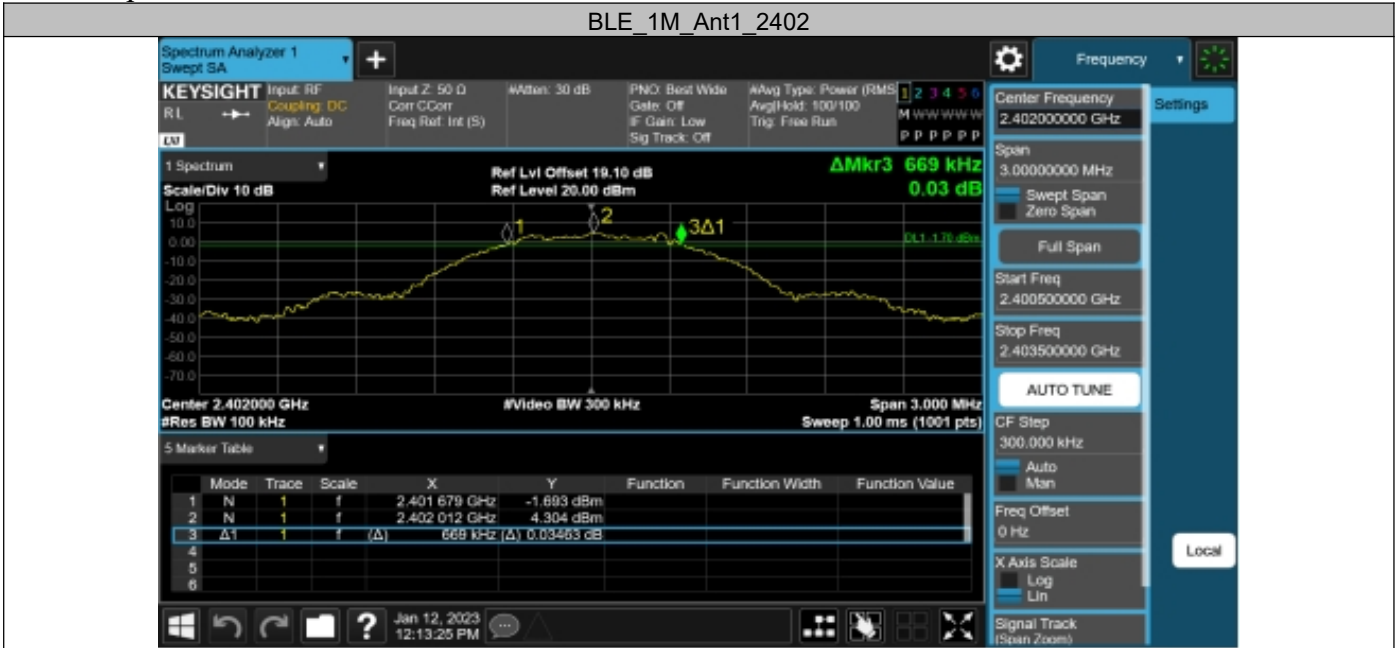 BLE_1M_Ant1_2402
Spectrum Analyzer 1
Swept SA
Frequency
KEYSIGHT
RL
LXI
Input: RF
Coupling: DC
Align: Auto
Input Z: 50 Ω
Corr CCorr
Freq Ref: Int (S)
#Atten: 30 dB
PNO: Best Wide
Gate: Off
IF Gain: Low
Sig Track: Off
#Avg Type: Power (RMS
Avg|Hold: 100/100
Trig: Free Run
1 2 3 4 5 6
M W W W W W
P P P P P P
1 Spectrum
Scale/Div 10 dB
Ref Lvl Offset 19.10 dB
Ref Level 20.00 dBm
ΔMkr3 669 kHz
0.03 dB
Log
10.0
0.00
-10.0
-20.0
-30.0
-40.0
-50.0
-60.0
-70.0
1
2
3Δ1
DL1 -1.70 dBm
Center 2.402000 GHz
#Video BW 300 kHz
Span 3.000 MHz
#Res BW 100 kHz
Sweep 1.00 ms (1001 pts)
5 Marker Table
Mode Trace Scale X Y Function Function Width Function Value
1 N 1 f 2.401 679 GHz -1.693 dBm
2 N 1 f 2.402 012 GHz 4.304 dBm
3 Δ1 1 f (Δ) 669 kHz (Δ) 0.03463 dB
4
5
6
?
Jan 12, 2023
12:13:25 PM
Center Frequency
2.402000000 GHz
Settings
Span
3.00000000 MHz
Swept Span
Zero Span
Full Span
Start Freq
2.400500000 GHz
Stop Freq
2.403500000 GHz
AUTO TUNE
CF Step
300.000 kHz
Auto
Man
Freq Offset
0 Hz
X Axis Scale
Log
Lin
Local
Signal Track
(Span Zoom)